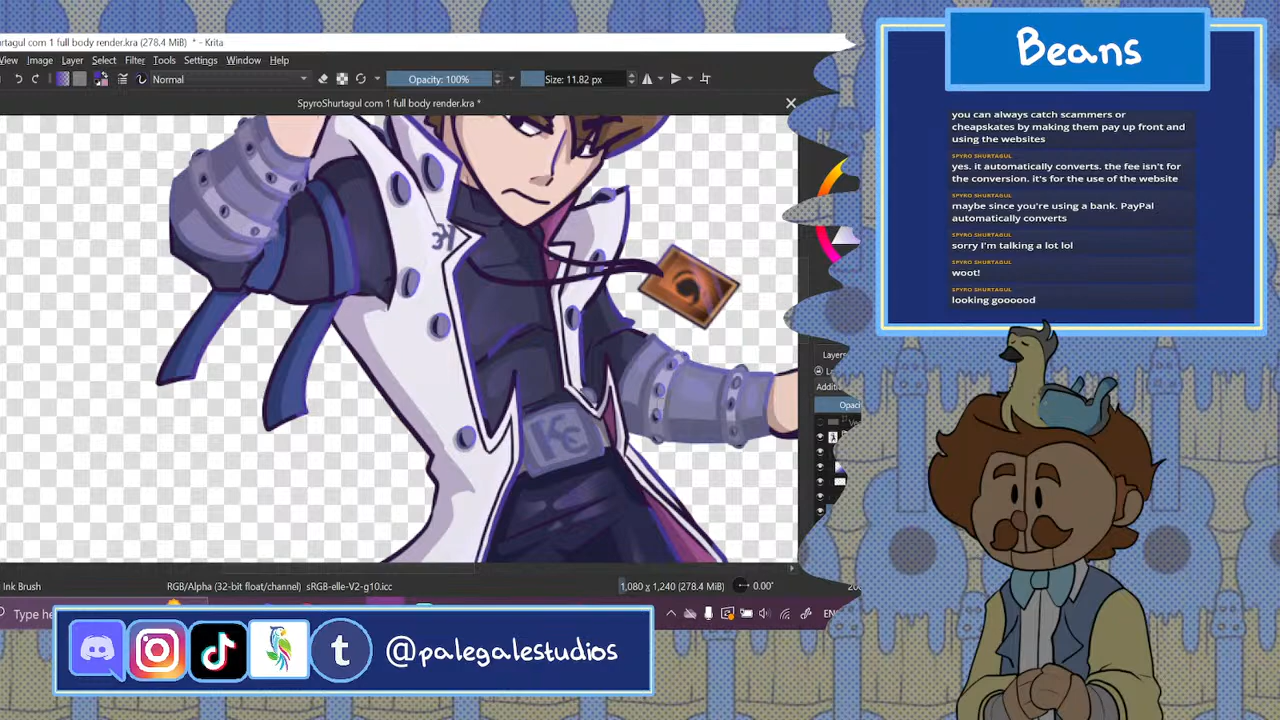 rtagul com 1 full body render.kra (278.4 MiB) * - Krita
View Image Layer Select Filter Tools Settings Window Help
Normal Opacity: 100% Size: 11.82 px
SpyroShurtagul com 1 full body render.kra *
KC
Layers
Opac
Ink Brush RGB/Alpha (32-bit float/channel) sRGB-elle-V2-g10.icc 1,080 x 1,240 (278.4 MiB) 0.00°
Type he
@palegalestudios
t
Beans
you can always catch scammers or
cheapskates by making them pay up front and
using the websites
SPYRO SHURTAGUL
yes. it automatically converts. the fee isn't for
the conversion. it's for the use of the website
SPYRO SHURTAGUL
maybe since you're using a bank. PayPal
automatically converts
SPYRO SHURTAGUL
sorry I'm talking a lot lol
SPYRO SHURTAGUL
woot!
SPYRO SHURTAGUL
looking goooood